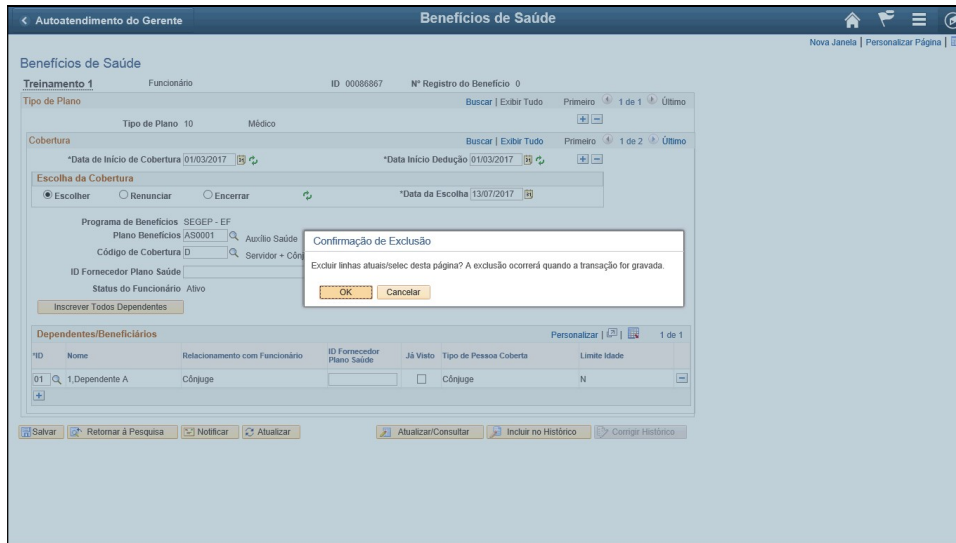 Autoatendimento do Gerente Benefícios de Saúde
Nova Janela | Personalizar Página |
Benefícios de Saúde
Treinamento 1 Funcionário ID 00086867 Nº Registro do Benefício 0
Tipo de Plano Buscar | Exibir Tudo Primeiro 1 de 1 Último
Tipo de Plano 10 Médico
Cobertura Buscar | Exibir Tudo Primeiro 1 de 2 Último
*Data de Início de Cobertura 01/03/2017 *Data Início Dedução 01/03/2017
Escolha da Cobertura
Escolher Renunciar Encerrar *Data da Escolha 13/07/2017
Programa de Benefícios SEGEP - EF
Plano Benefícios AS0001 Auxílio Saúde
Código de Cobertura D Servidor + Côn
ID Fornecedor Plano Saúde
Status do Funcionário Ativo
Inscrever Todos Dependentes
Confirmação de Exclusão
Excluir linhas atuais/selec desta página? A exclusão ocorrerá quando a transação for gravada.
OK Cancelar
Dependentes/Beneficiários Personalizar | | 1 de 1
*ID Nome Relacionamento com Funcionário ID Fornecedor Plano Saúde Já Visto Tipo de Pessoa Coberta Limite Idade
01 1,Dependente A Cônjuge Cônjuge N
Salvar Retornar à Pesquisa Notificar Atualizar Atualizar/Consultar Incluir no Histórico Corrigir Histórico